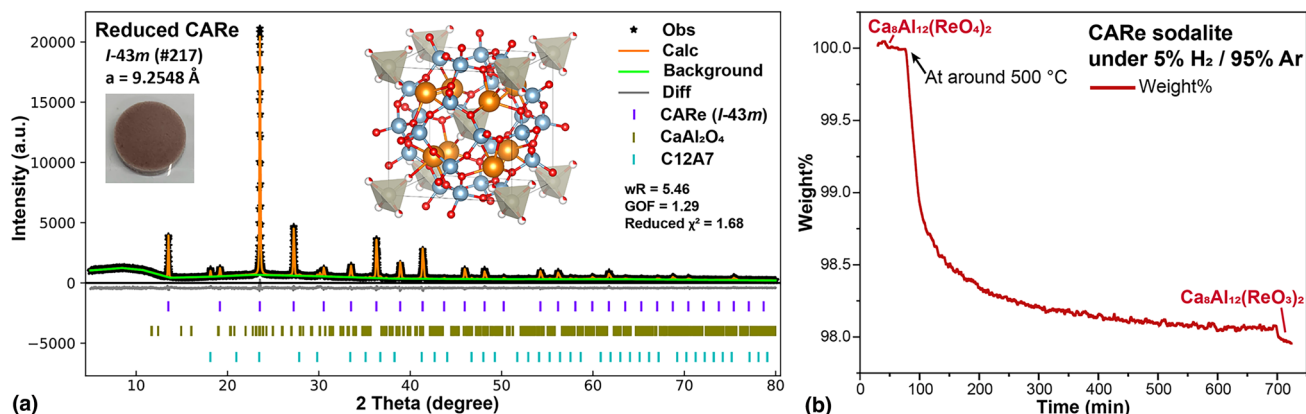 Reduced CARe
I-43m (#217)
a = 9.2548 Å
Obs
Calc
Background
Diff
CARe (I-43m)
CaAl₂O₄
C12A7
wR = 5.46
GOF = 1.29
Reduced χ² = 1.68
Intensity (a.u.)
20000
17500
15000
12500
10000
7500
5000
2500
0
−5000
10
20
30
40
50
60
70
80
2 Theta (degree)
(a)
Ca₈Al₁₂(ReO₄)₂
CARe sodalite
under 5% H₂ / 95% Ar
Weight%
At around 500 °C
Ca₈Al₁₂(ReO₃)₂
Weight%
100.0
99.5
99.0
98.5
98.0
0
100
200
300
400
500
600
700
Time (min)
(b)